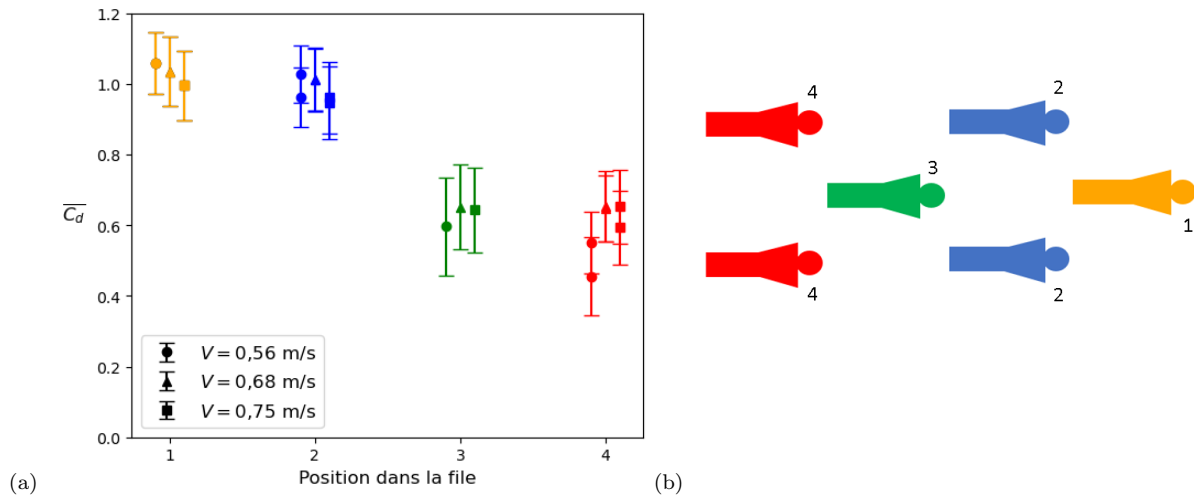 1.2
1.0
0.8
0.6
0.4
0.2
0.0
$\overline{C_d}$
V = 0,56 m/s
V = 0,68 m/s
V = 0,75 m/s
1 2 3 4
Position dans la file
(a)
4 2
3
1
4 2
(b)